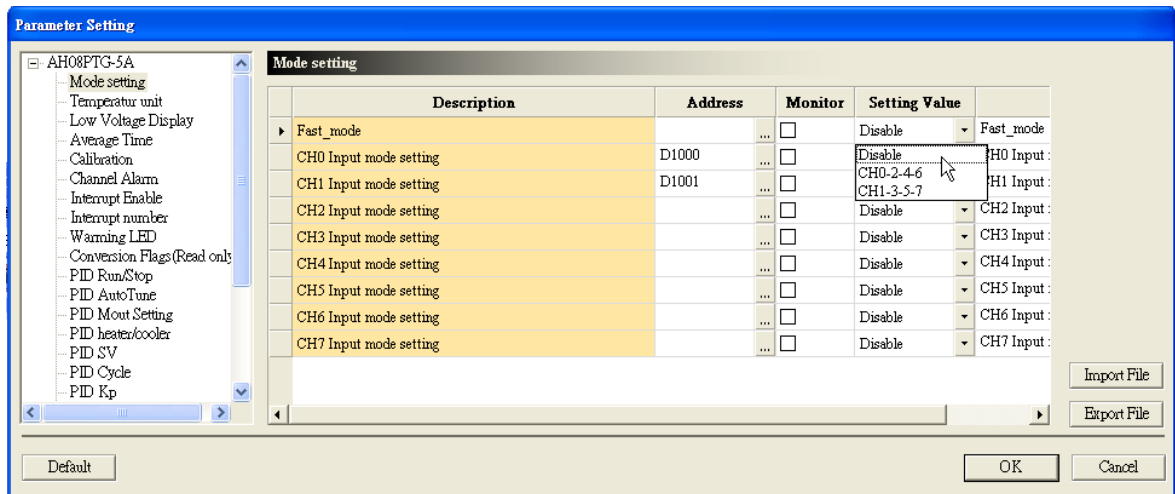 Parameter Setting
AH08PTG-5A
Mode setting
Temperatur unit
Low Voltage Display
Average Time
Calibration
Channel Alarm
Interrupt Enable
Interrupt number
Warning LED
Conversion Flags(Read only
PID Run/Stop
PID AutoTune
PID Mout Setting
PID heater/cooler
PID SV
PID Cycle
PID Kp
Mode setting
Description Address Monitor Setting Value
Fast_mode ... Disable Fast_mode
CH0 Input mode setting D1000 ... Disable CH0 Input :
CH0-2-4-6
CH1 Input mode setting D1001 ... CH1-3-5-7 CH1 Input :
CH2 Input mode setting ... Disable CH2 Input :
CH3 Input mode setting ... Disable CH3 Input :
CH4 Input mode setting ... Disable CH4 Input :
CH5 Input mode setting ... Disable CH5 Input :
CH6 Input mode setting ... Disable CH6 Input :
CH7 Input mode setting ... Disable CH7 Input :
Import File
Export File
Default OK Cancel